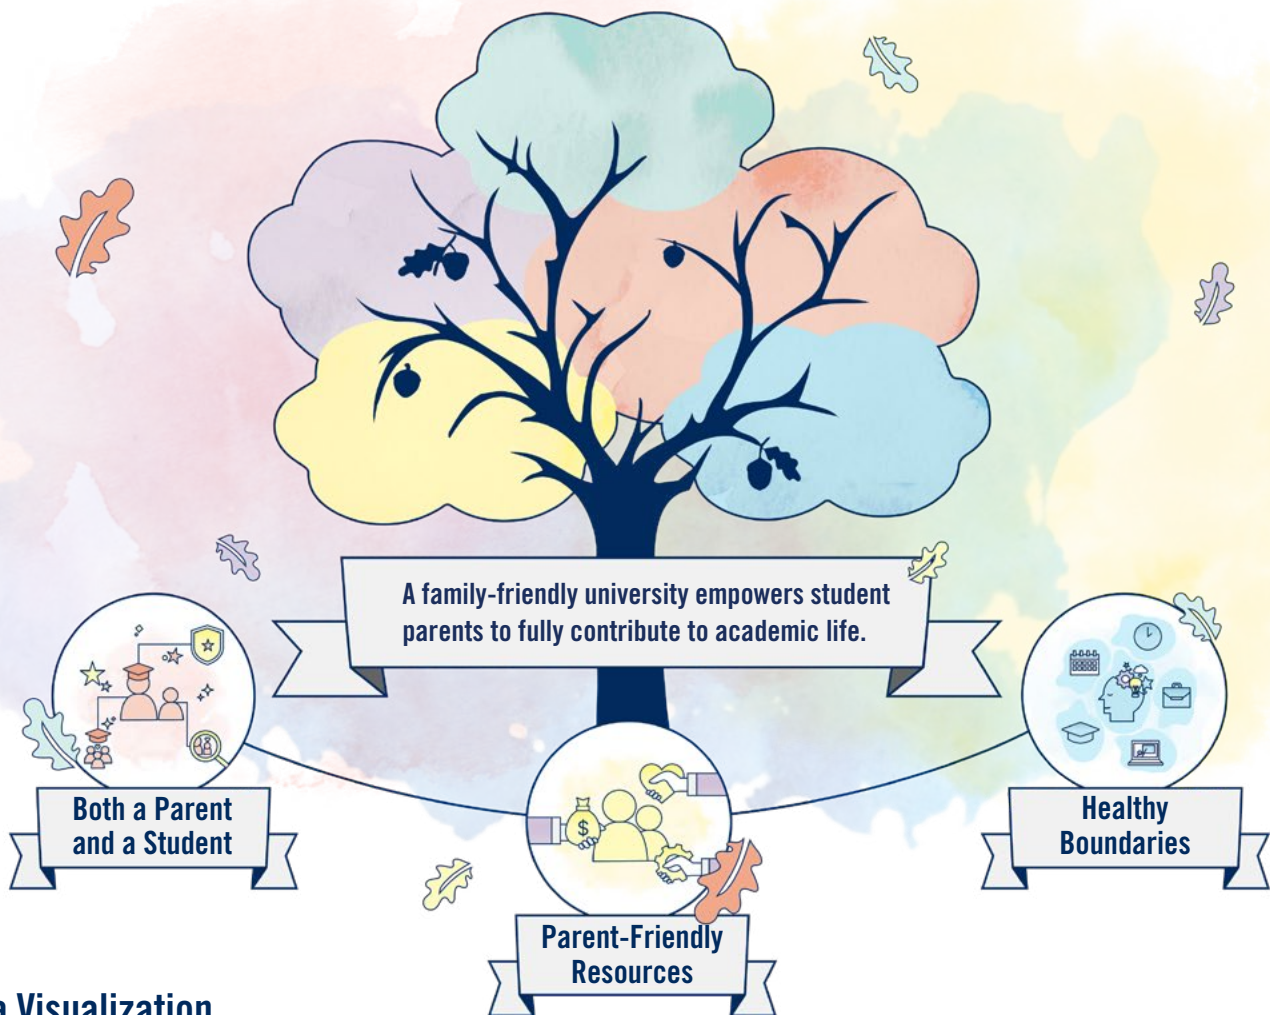 A family-friendly university empowers student
parents to fully contribute to academic life.
Both a Parent
and a Student
$
Healthy
Boundaries
Parent-Friendly
Resources
Visualization